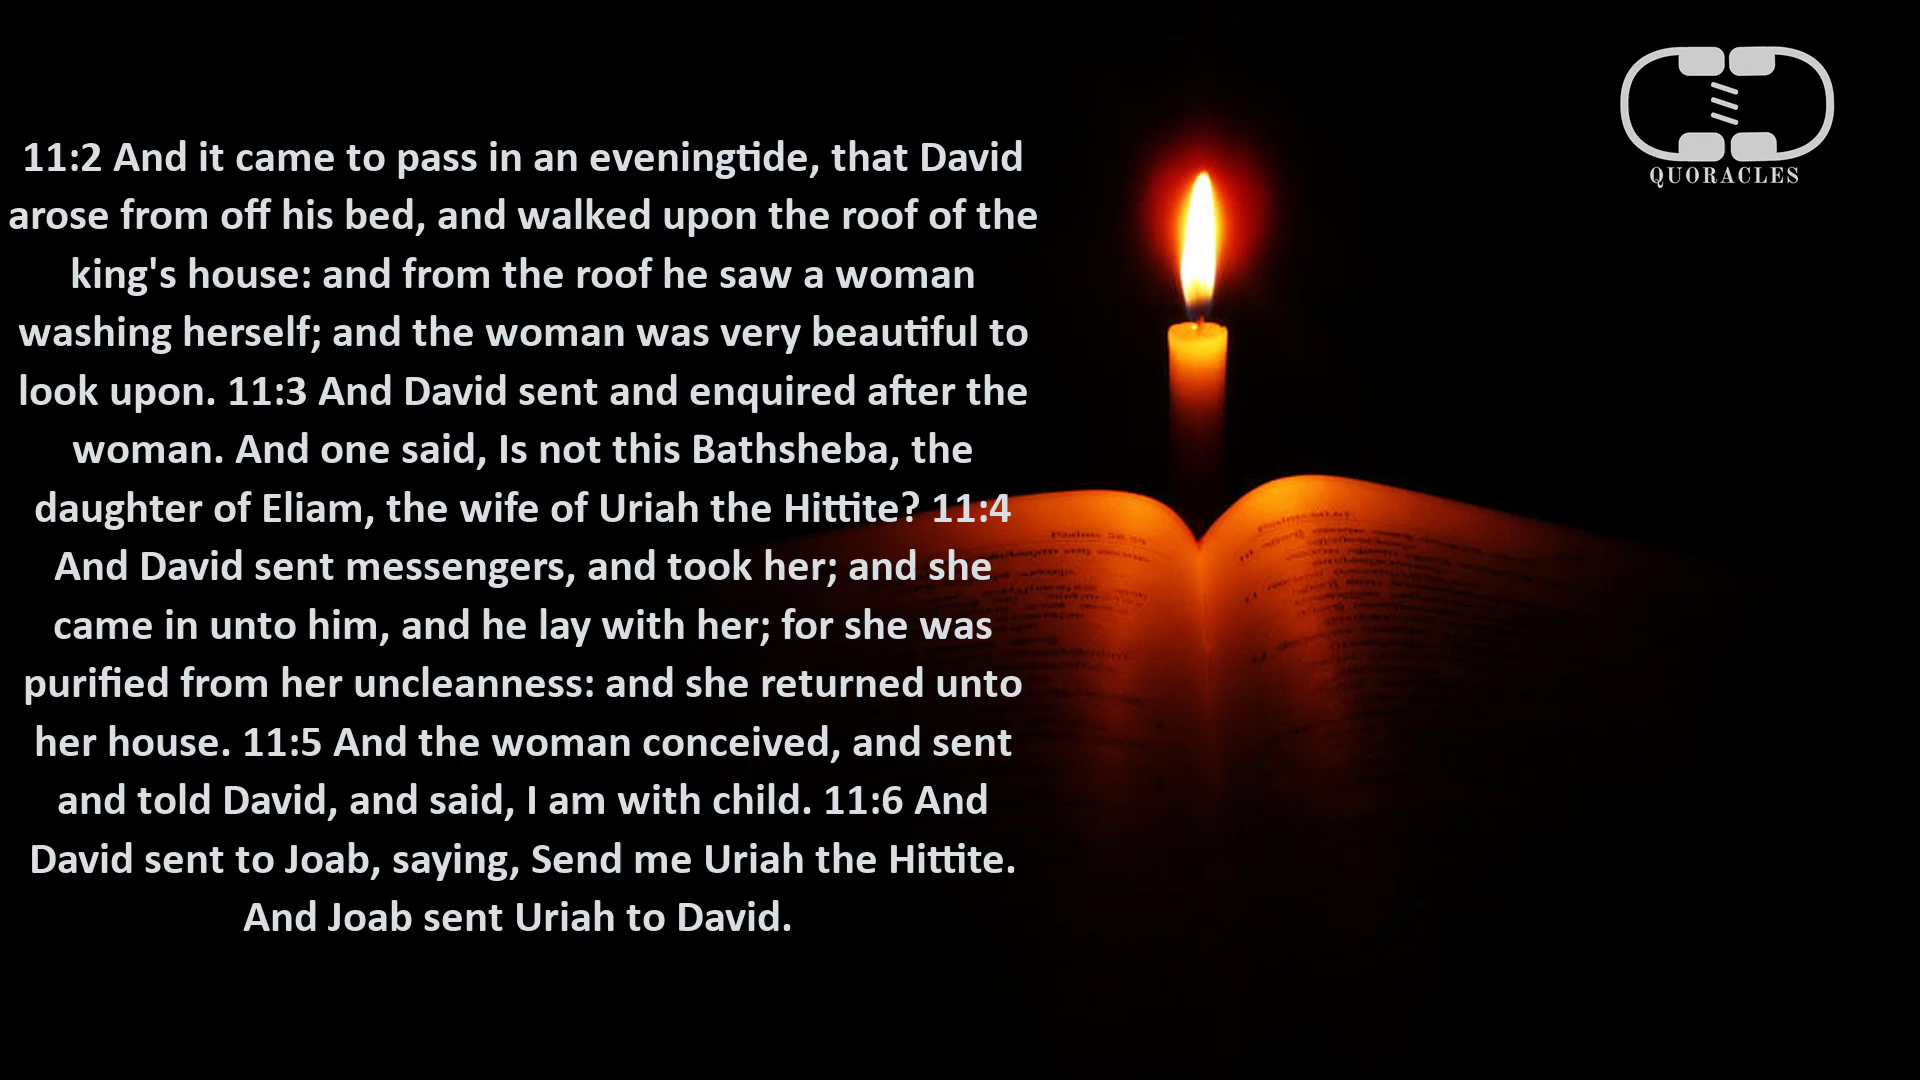 11:2 And it came to pass in an eveningtide, that David
arose from off his bed, and walked upon the roof of the
king's house: and from the roof he saw a woman
washing herself; and the woman was very beautiful to
look upon. 11:3 And David sent and enquired after the
woman. And one said, Is not this Bathsheba, the
daughter of Eliam, the wife of Uriah the Hittite? 11:4
And David sent messengers, and took her; and she
came in unto him, and he lay with her; for she was
purified from her uncleanness: and she returned unto
her house. 11:5 And the woman conceived, and sent
and told David, and said, I am with child. 11:6 And
David sent to Joab, saying, Send me Uriah the Hittite.
And Joab sent Uriah to David.
QUORACLES